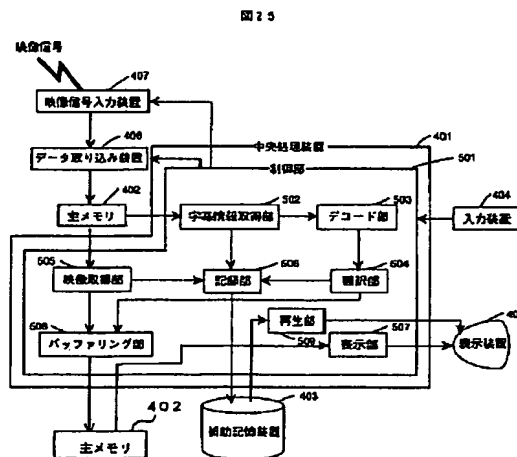 図25
映像信号
407
映像信号入力装置
406
データ取り込み装置
中央処理装置
401
制御部
501
402
主メモリ
502
字幕情報取得部
503
デコード部
404
入力装置
505
映像取得部
506
記録部
504
翻訳部
508
バッファリング部
再生部
509
507
表示部
表示装置
403
補助記憶装置
402
主メモリ